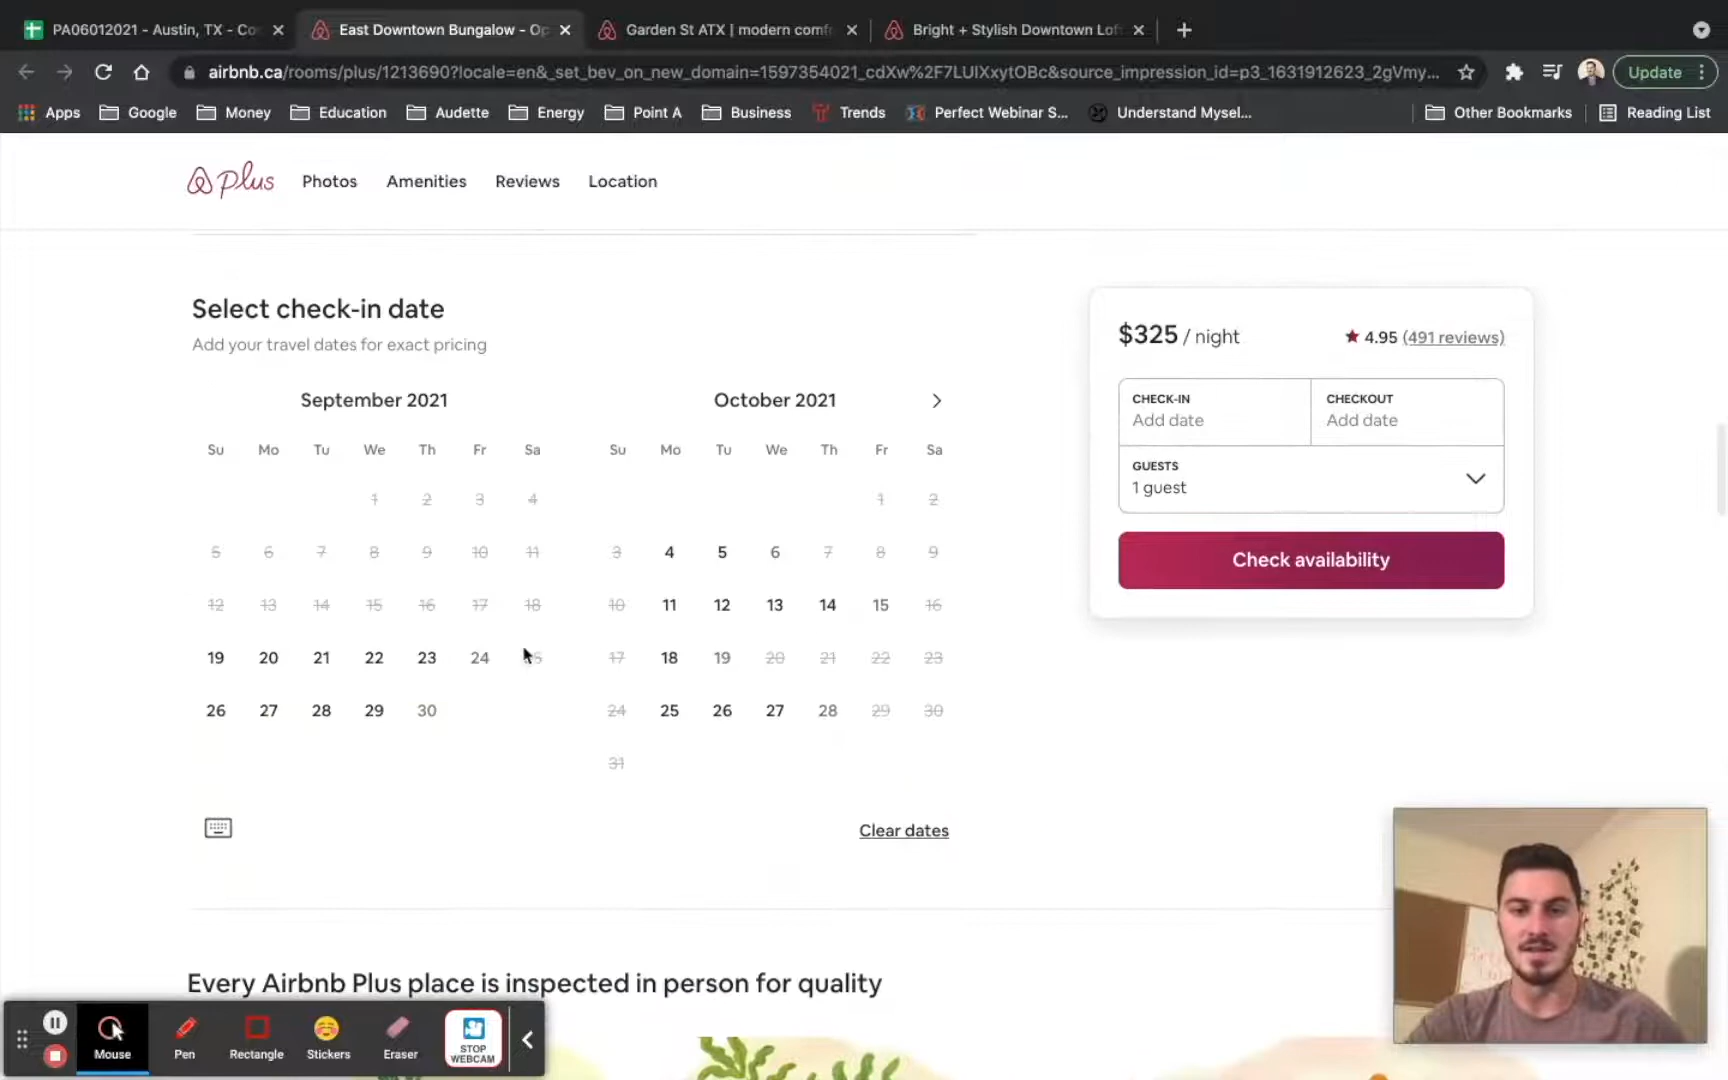 PA06012021 - Austin, TX - Co
East Downtown Bungalow - Op
Garden St ATX | modern comf
Bright + Stylish Downtown Lof
airbnb.ca/rooms/plus/1213690?locale=en&_set_bev_on_new_domain=1597354021_cdXw%2F7LUIXxytOBc&source_impression_id=p3_1631912623_2gVmy...
Update
Apps
Google
Money
Education
Audette
Energy
Point A
Business
Trends
Perfect Webinar S...
Understand Mysel...
Other Bookmarks
Reading List
plus
Photos
Amenities
Reviews
Location
Select check-in date
Add your travel dates for exact pricing
September 2021
Su Mo Tu We Th Fr Sa
1 2 3 4
5 6 7 8 9 10 11
12 13 14 15 16 17 18
19 20 21 22 23 24
26 27 28 29 30
October 2021
Su Mo Tu We Th Fr Sa
1 2
3 4 5 6 7 8 9
10 11 12 13 14 15 16
17 18 19 20 21 22 23
24 25 26 27 28 29 30
31
Clear dates
$325 / night
4.95 (491 reviews)
CHECK-IN
Add date
CHECKOUT
Add date
GUESTS
1 guest
Check availability
Every Airbnb Plus place is inspected in person for quality
Mouse
Pen
Rectangle
Stickers
Eraser
STOP
WEBCAM